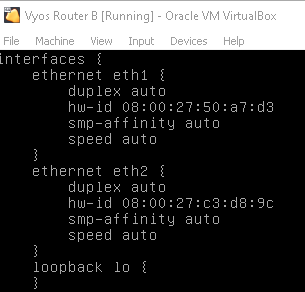 Vyos Router B [Running] - Oracle VM VirtualBox
File Machine View Input Devices Help
interfaces {
    ethernet eth1 {
        duplex auto
        hw-id 08:00:27:50:a7:d3
        smp-affinity auto
        speed auto
    }
    ethernet eth2 {
        duplex auto
        hw-id 08:00:27:c3:d8:9c
        smp-affinity auto
        speed auto
    }
    loopback lo {
    }